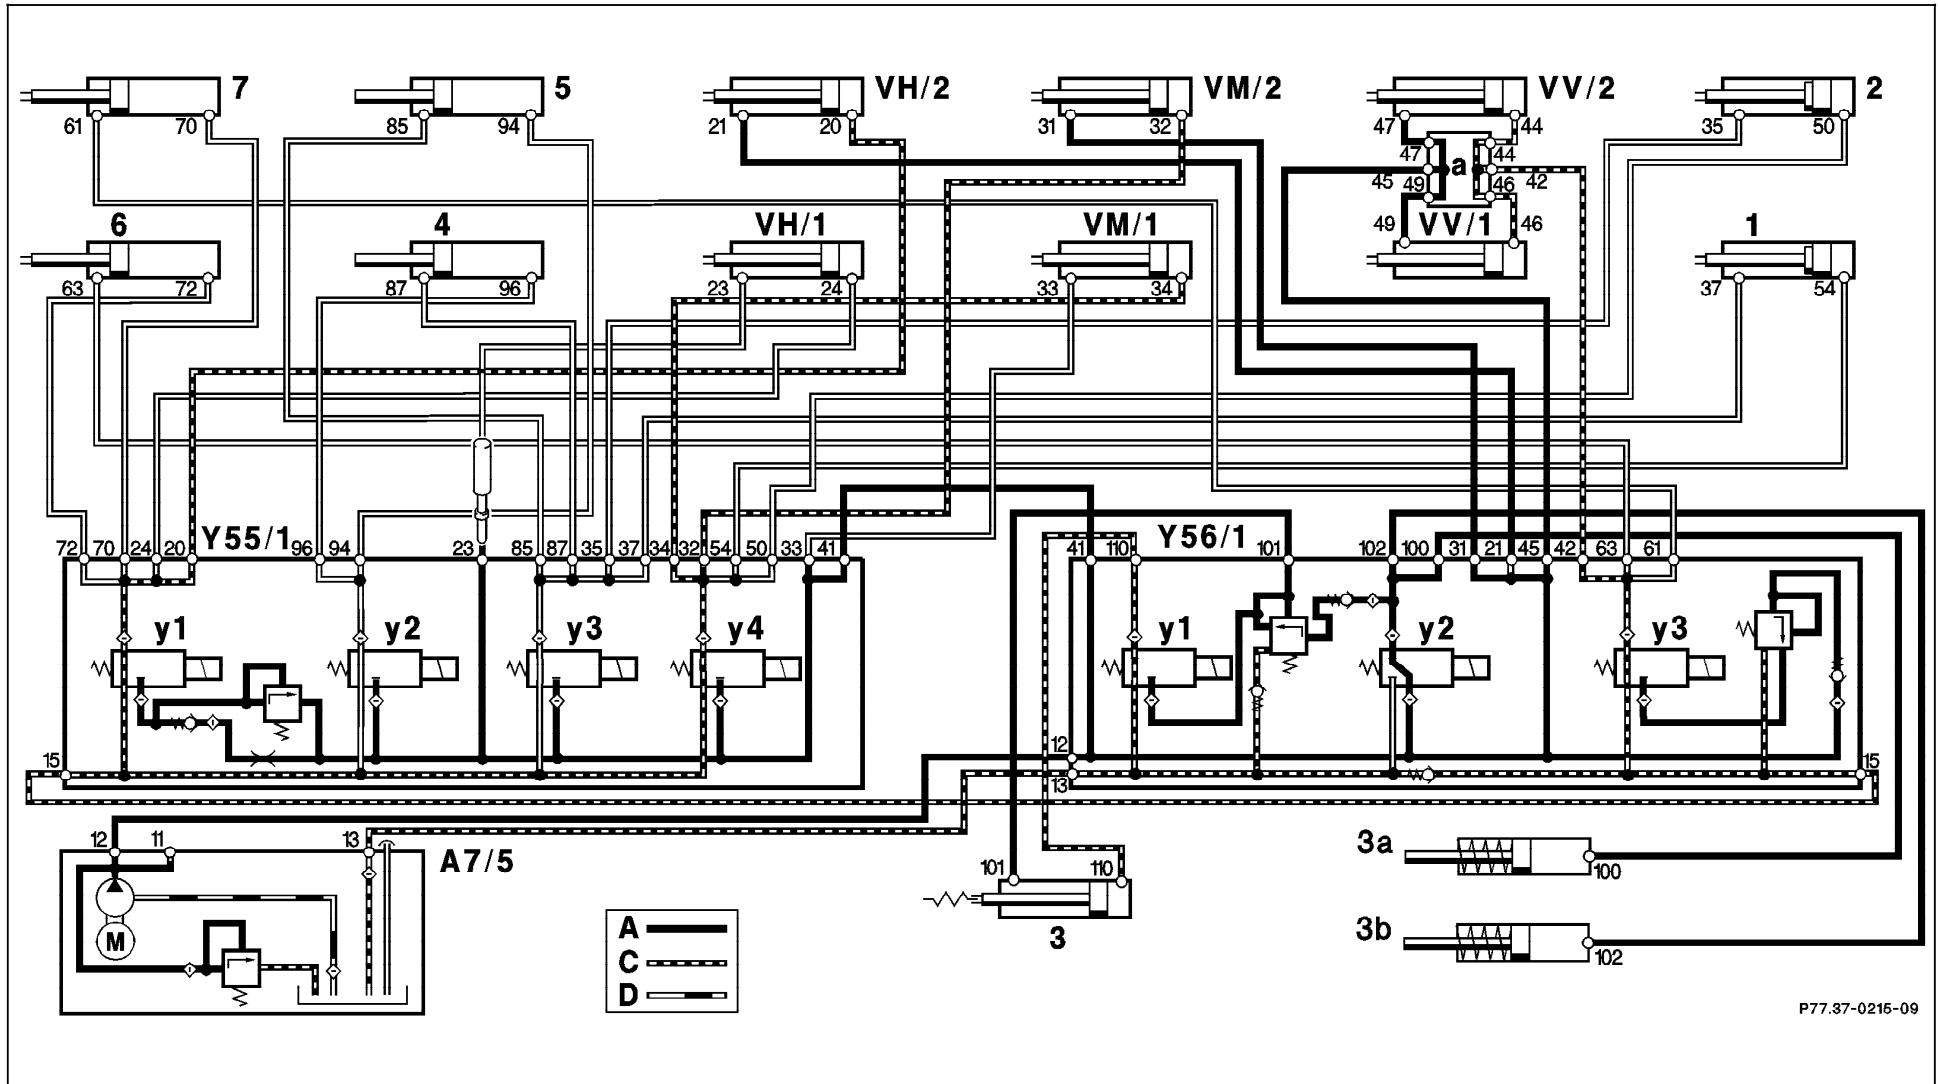 7 5 VH/2 VM/2 VV/2 2
61 70 85 94 21 20 31 32 47 44 35 50
47 44
a
45 49 46 42
6 4 VH/1 VM/1 49 VV/1 46 1
63 72 87 96 23 24 33 34 37 54
72 70 24 20 Y55/1 96 94 23 85 87 35 37 34 32 54 50 33 41
41 110 Y56/1 101 102 100 31 21 45 42 63 61
y1 y2 y3 y4 y1 y2 y3
15 12 13 15
12 11 13 A7/5
M
A
C
D
101 110
3
3a 100
3b 102
P77.37-0215-09